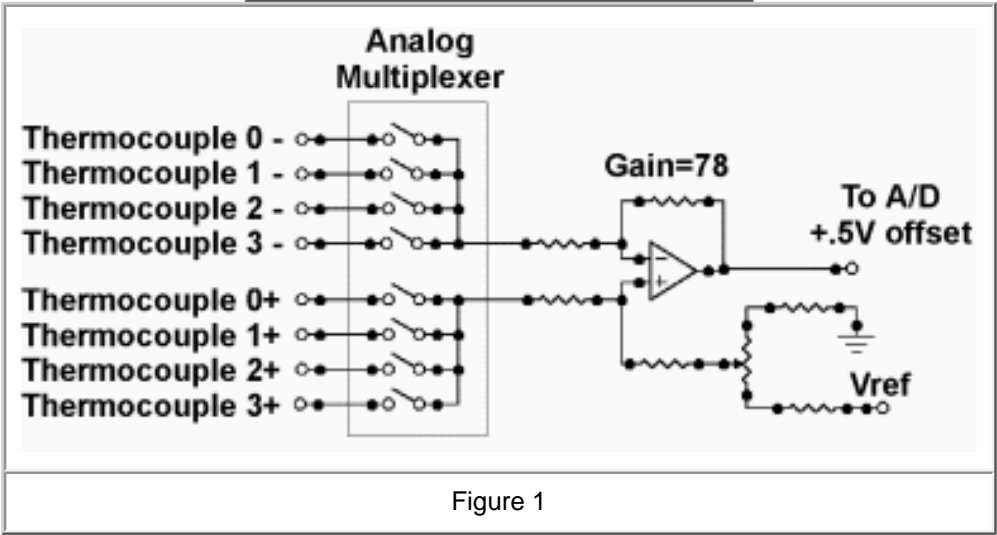 Analog
Multiplexer
Thermocouple 0 -
Thermocouple 1 -
Thermocouple 2 -
Thermocouple 3 -
Thermocouple 0+
Thermocouple 1+
Thermocouple 2+
Thermocouple 3+
Gain=78
To A/D
+.5V offset
Vref
Figure 1